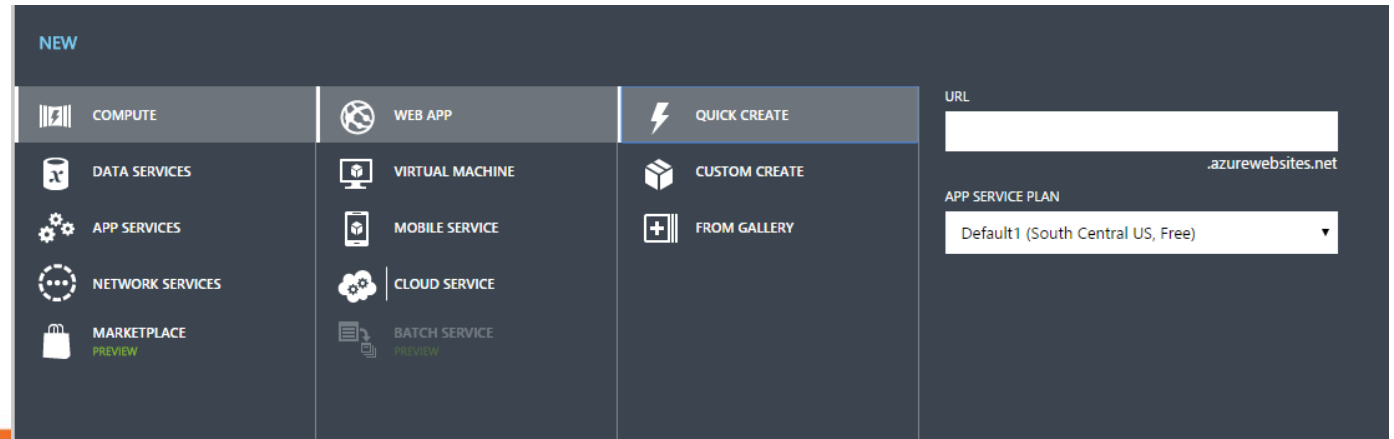 NEW
COMPUTE
DATA SERVICES
APP SERVICES
NETWORK SERVICES
MARKETPLACE
PREVIEW
WEB APP
VIRTUAL MACHINE
MOBILE SERVICE
CLOUD SERVICE
BATCH SERVICE
PREVIEW
QUICK CREATE
CUSTOM CREATE
FROM GALLERY
URL
.azurewebsites.net
APP SERVICE PLAN
Default1 (South Central US, Free)